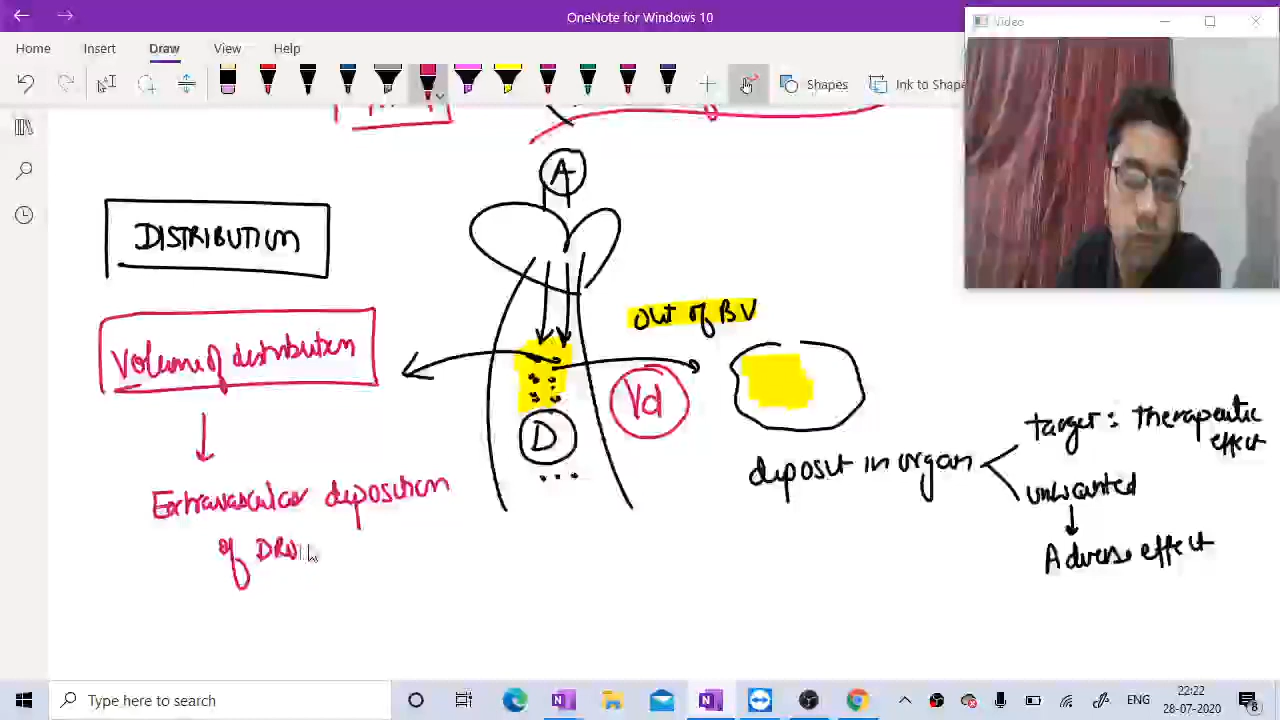 OneNote for Windows 10
Video
Home Insert Draw View Help
Shapes
Ink to Shape
A
DISTRIBUTION
out of BV
Volume of distribution
Vd
D
target: therapeutic
effect
deposit in organ
unwanted
Extravascular deposition
of DRU
Adverse effect
Type here to search
ENG
22:22
28-07-2020
8